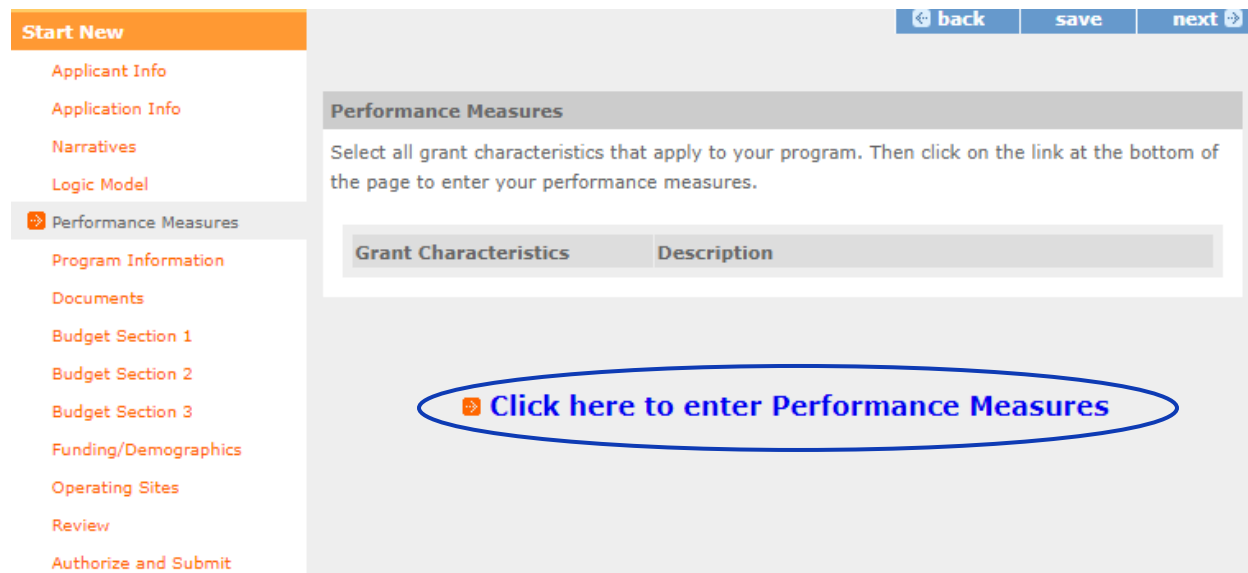 back save next
Start New
Applicant Info
Application Info
Narratives
Logic Model
Performance Measures
Program Information
Documents
Budget Section 1
Budget Section 2
Budget Section 3
Funding/Demographics
Operating Sites
Review
Authorize and Submit
Performance Measures
Select all grant characteristics that apply to your program. Then click on the link at the bottom of
the page to enter your performance measures.
Grant Characteristics Description
Click here to enter Performance Measures